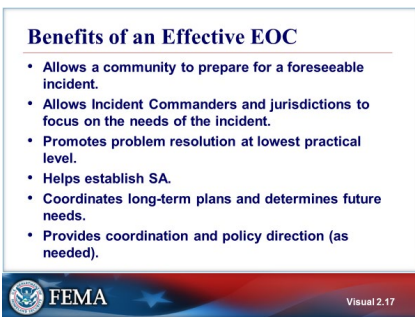 Benefits of an Effective EOC
• Allows a community to prepare for a foreseeable
incident.
• Allows Incident Commanders and jurisdictions to
focus on the needs of the incident.
• Promotes problem resolution at lowest practical
level.
• Helps establish SA.
• Coordinates long-term plans and determines future
needs.
• Provides coordination and policy direction (as
needed).
FEMA
Visual 2.17